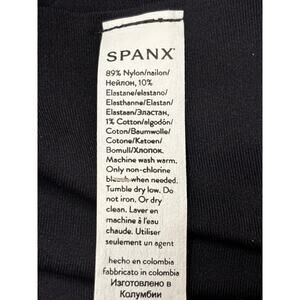 SPANX
89% Nylon/nailon/
Нейлон, 10%
Elastane/elastano/
Elasthanne/Elastan/
Elastaan/Эластан,
1% Cotton/algodón/
Coton/Baumwolle/
Cotone/Katoen/
Bomull/Хлопок.
Machine wash warm.
Only non-chlorine
bleach when needed.
Tumble dry low. Do
not iron. Or dry
clean. Laver en
machine à l'eau
chaude. Utiliser
seulement un agent
hecho en colombia
fabbricato in colombia
Изготовлено в
Колумбии